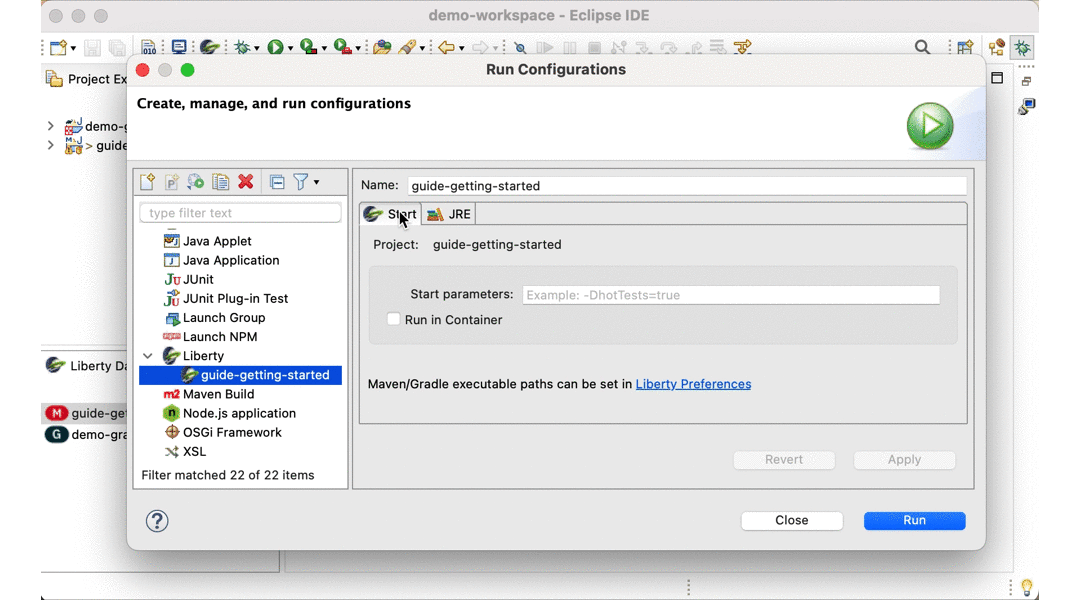 demo-workspace - Eclipse IDE
Project Ex
Run Configurations
Create, manage, and run configurations
demo-g
> guide
type filter text
Java Applet
Java Application
JUnit
JUnit Plug-in Test
Launch Group
Launch NPM
Liberty
guide-getting-started
Maven Build
Node.js application
OSGi Framework
XSL
Filter matched 22 of 22 items
Name: guide-getting-started
Start
JRE
Project: guide-getting-started
Start parameters: Example: -DhotTests=true
Run in Container
Maven/Gradle executable paths can be set in Liberty Preferences
Revert
Apply
Liberty Da
M guide-get
G demo-gra
?
Close
Run